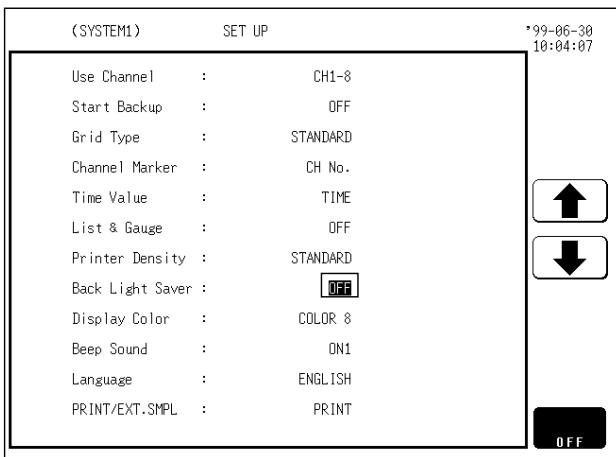 (SYSTEM1) SET UP '99-06-30
10:04:07
Use Channel : CH1-8
Start Backup : OFF
Grid Type : STANDARD
Channel Marker : CH No.
Time Value : TIME
List & Gauge : OFF
Printer Density : STANDARD
Back Light Saver : OFF
Display Color : COLOR 8
Beep Sound : ON1
Language : ENGLISH
PRINT/EXT.SMPL : PRINT
OFF